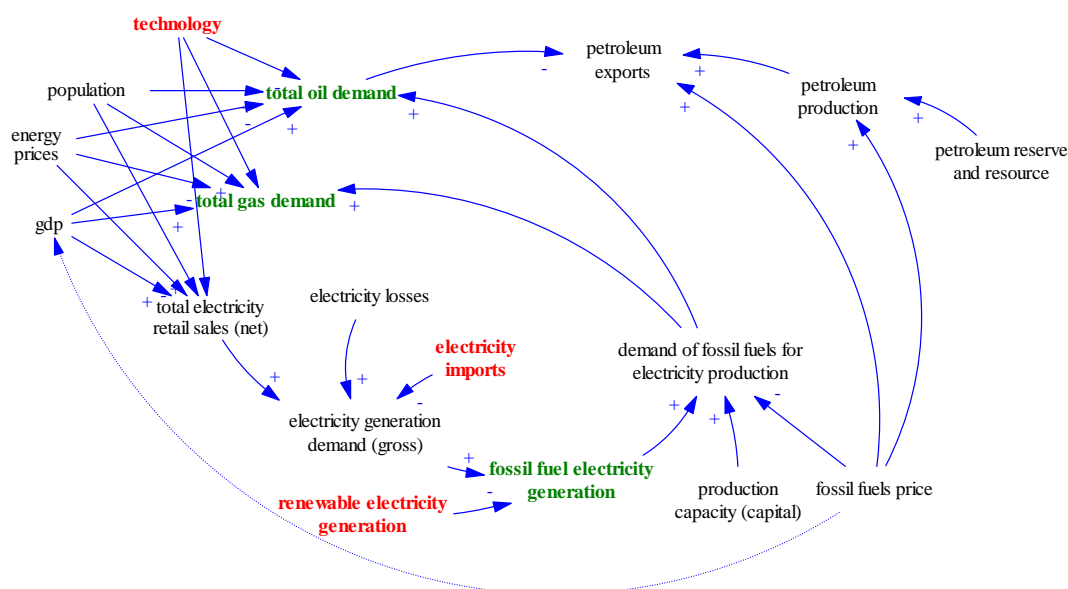 technology
petroleum
exports
population
total oil demand
petroleum
production
energy
prices
petroleum reserve
and resource
total gas demand
gdp
electricity losses
total electricity
retail sales (net)
electricity
imports
demand of fossil fuels for
electricity production
electricity generation
demand (gross)
fossil fuel electricity
generation
renewable electricity
generation
production
capacity (capital)
fossil fuels price
-
+
-
-
+
+
+
+
+
+
-
+
+
+
-
+
+
+
-
+
+
-
+
-